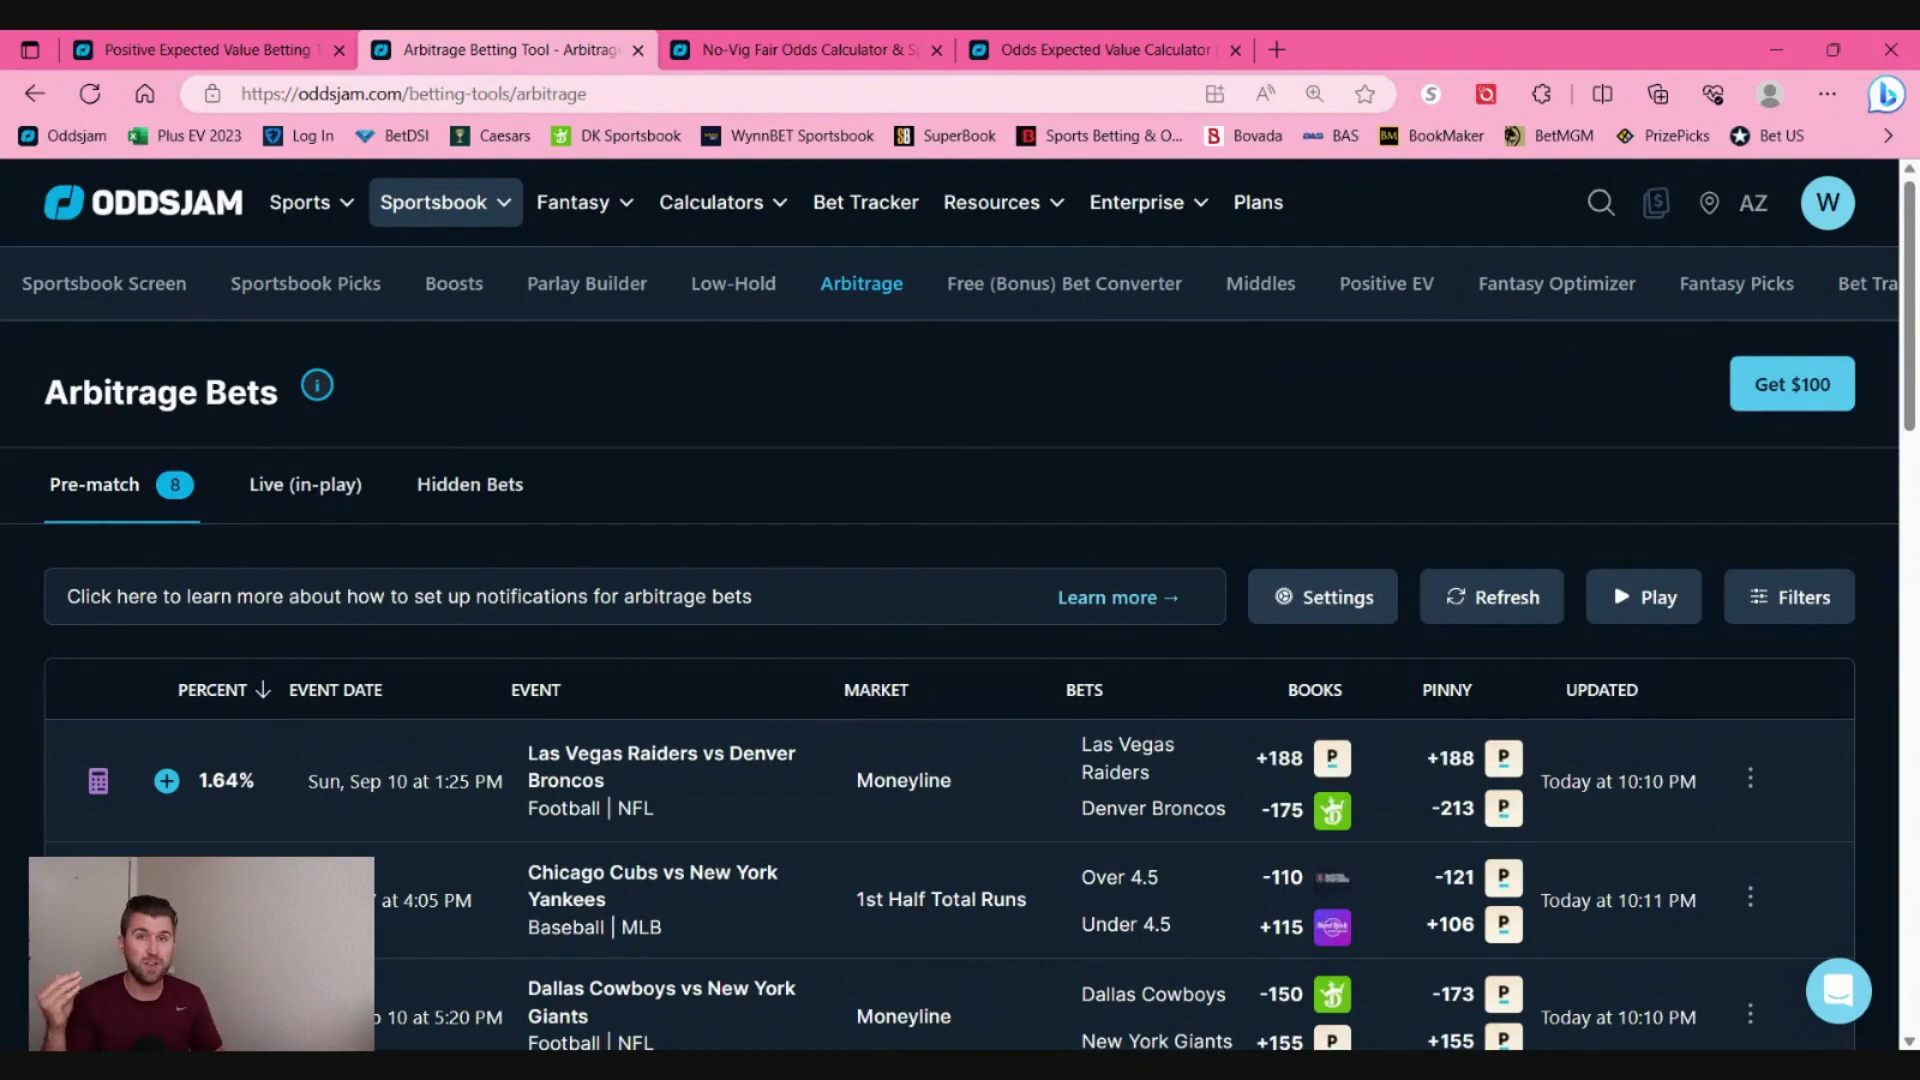 Positive Expected Value Betting T
Arbitrage Betting Tool - Arbitrag
No-Vig Fair Odds Calculator & S
Odds Expected Value Calculator
https://oddsjam.com/betting-tools/arbitrage
Oddsjam
Plus EV 2023
Log In
BetDSI
Caesars
DK Sportsbook
WynnBET Sportsbook
SuperBook
Sports Betting & O...
Bovada
BAS
BookMaker
BetMGM
PrizePicks
Bet US
ODDSJAM
Sports
Sportsbook
Fantasy
Calculators
Bet Tracker
Resources
Enterprise
Plans
AZ
W
Sportsbook Screen
Sportsbook Picks
Boosts
Parlay Builder
Low-Hold
Arbitrage
Free (Bonus) Bet Converter
Middles
Positive EV
Fantasy Optimizer
Fantasy Picks
Bet Tra
Arbitrage Bets
Get $100
Pre-match 8
Live (in-play)
Hidden Bets
Click here to learn more about how to set up notifications for arbitrage bets
Learn more →
Settings
Refresh
Play
Filters
PERCENT
EVENT DATE
EVENT
MARKET
BETS
BOOKS
PINNY
UPDATED
1.64%
Sun, Sep 10 at 1:25 PM
Las Vegas Raiders vs Denver
Broncos
Football | NFL
Moneyline
Las Vegas
Raiders
Denver Broncos
+188
-175
+188
-213
Today at 10:10 PM
at 4:05 PM
Chicago Cubs vs New York
Yankees
Baseball | MLB
1st Half Total Runs
Over 4.5
Under 4.5
-110
+115
Hard Rock
-121
+106
Today at 10:11 PM
10 at 5:20 PM
Dallas Cowboys vs New York
Giants
Football | NFL
Moneyline
Dallas Cowboys
New York Giants
-150
+155
-173
+155
Today at 10:10 PM